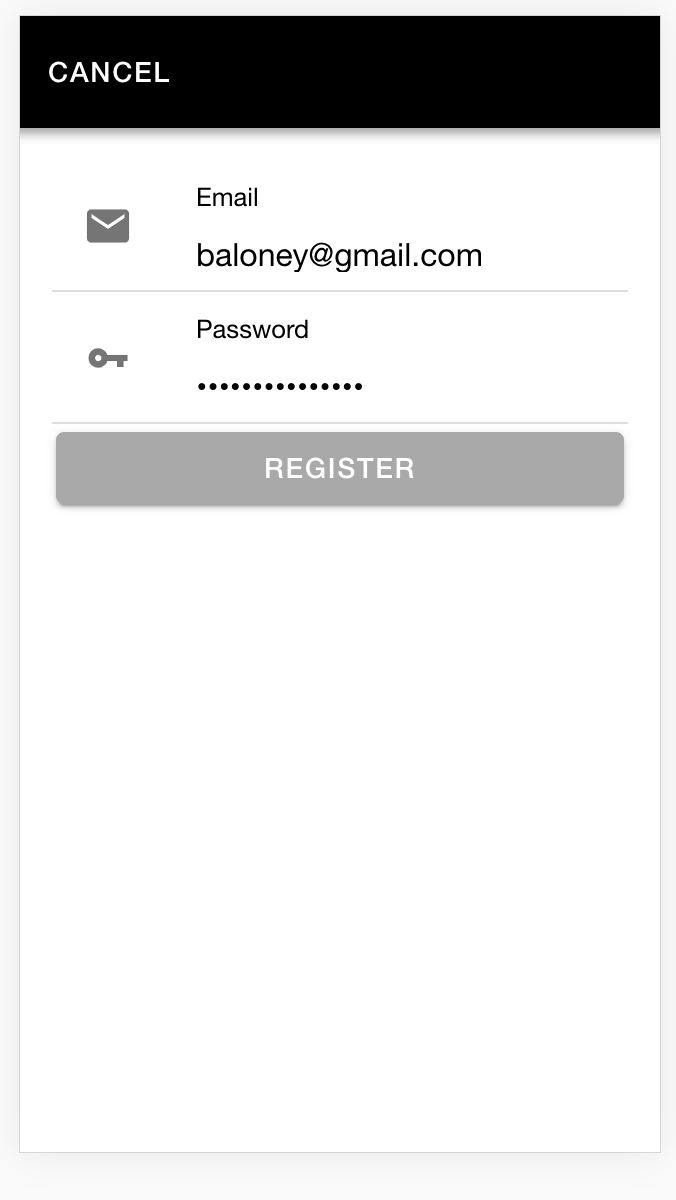 CANCEL
Email
baloney@gmail.com
Password
•••••••••••••••
REGISTER